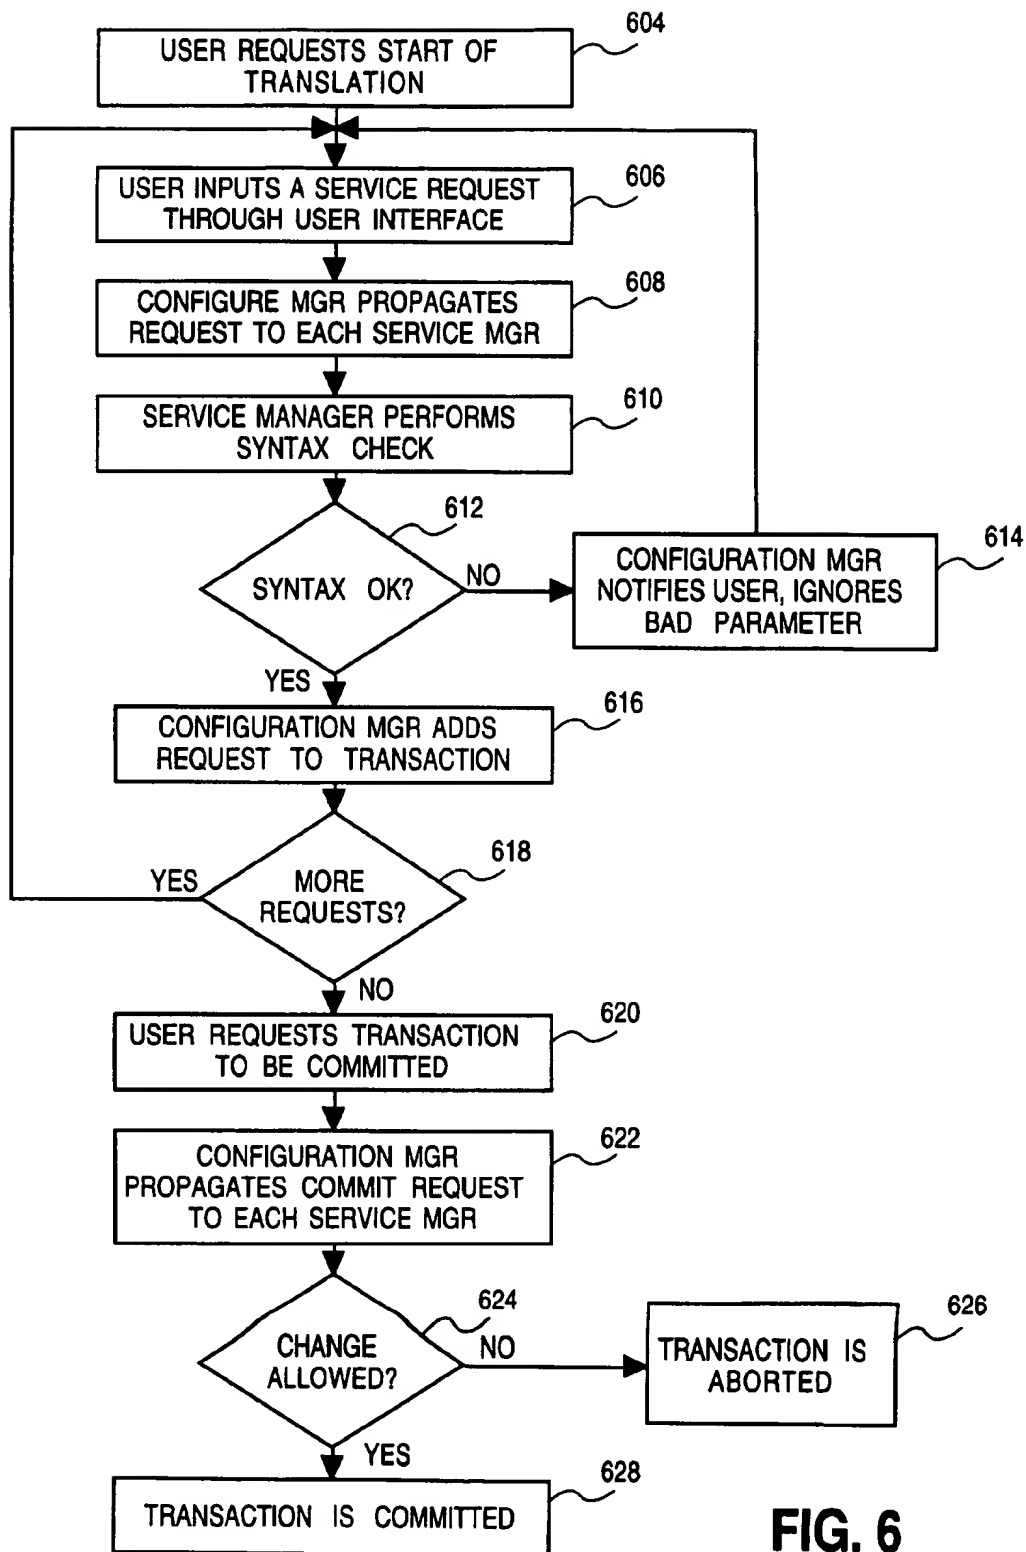 604
USER REQUESTS START OF
TRANSLATION
606
USER INPUTS A SERVICE REQUEST
THROUGH USER INTERFACE
608
CONFIGURE MGR PROPAGATES
REQUEST TO EACH SERVICE MGR
610
SERVICE MANAGER PERFORMS
SYNTAX CHECK
612
SYNTAX OK?
NO
614
CONFIGURATION MGR
NOTIFIES USER, IGNORES
BAD PARAMETER
YES
616
CONFIGURATION MGR ADDS
REQUEST TO TRANSACTION
618
YES
MORE
REQUESTS?
NO
620
USER REQUESTS TRANSACTION
TO BE COMMITTED
622
CONFIGURATION MGR
PROPAGATES COMMIT REQUEST
TO EACH SERVICE MGR
624
CHANGE
ALLOWED?
NO
626
TRANSACTION IS
ABORTED
YES
628
TRANSACTION IS COMMITTED
FIG. 6